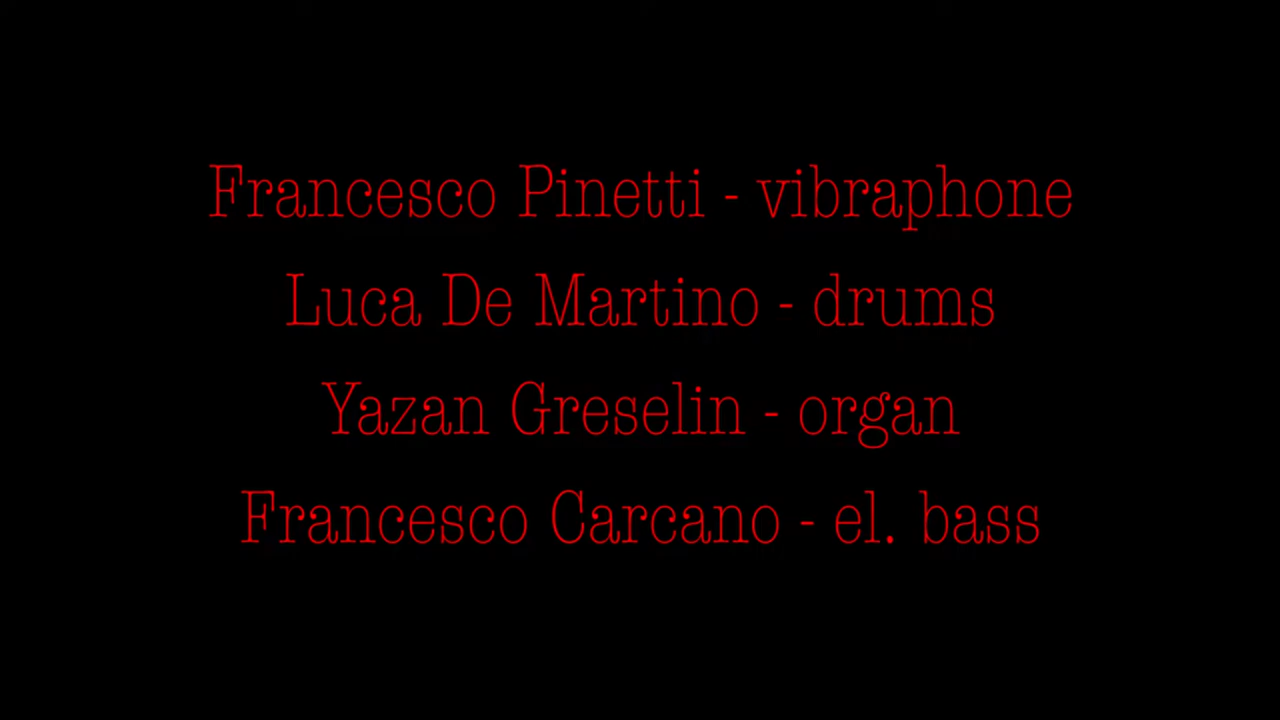 Francesco Pinetti - vibraphone
Luca De Martino - drums
Yazan Greselin - organ
Francesco Carcano - el. bass